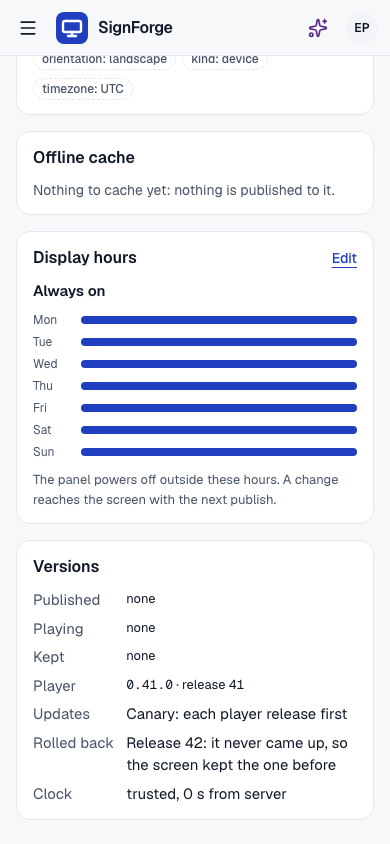 SignForge
EP
orientation: landscape kind: device
timezone: UTC
Offline cache
Nothing to cache yet: nothing is published to it.
Display hours Edit
Always on
Mon
Tue
Wed
Thu
Fri
Sat
Sun
The panel powers off outside these hours. A change
reaches the screen with the next publish.
Versions
Published none
Playing none
Kept none
Player 0.41.0 · release 41
Updates Canary: each player release first
Rolled back Release 42: it never came up, so
the screen kept the one before
Clock trusted, 0 s from server